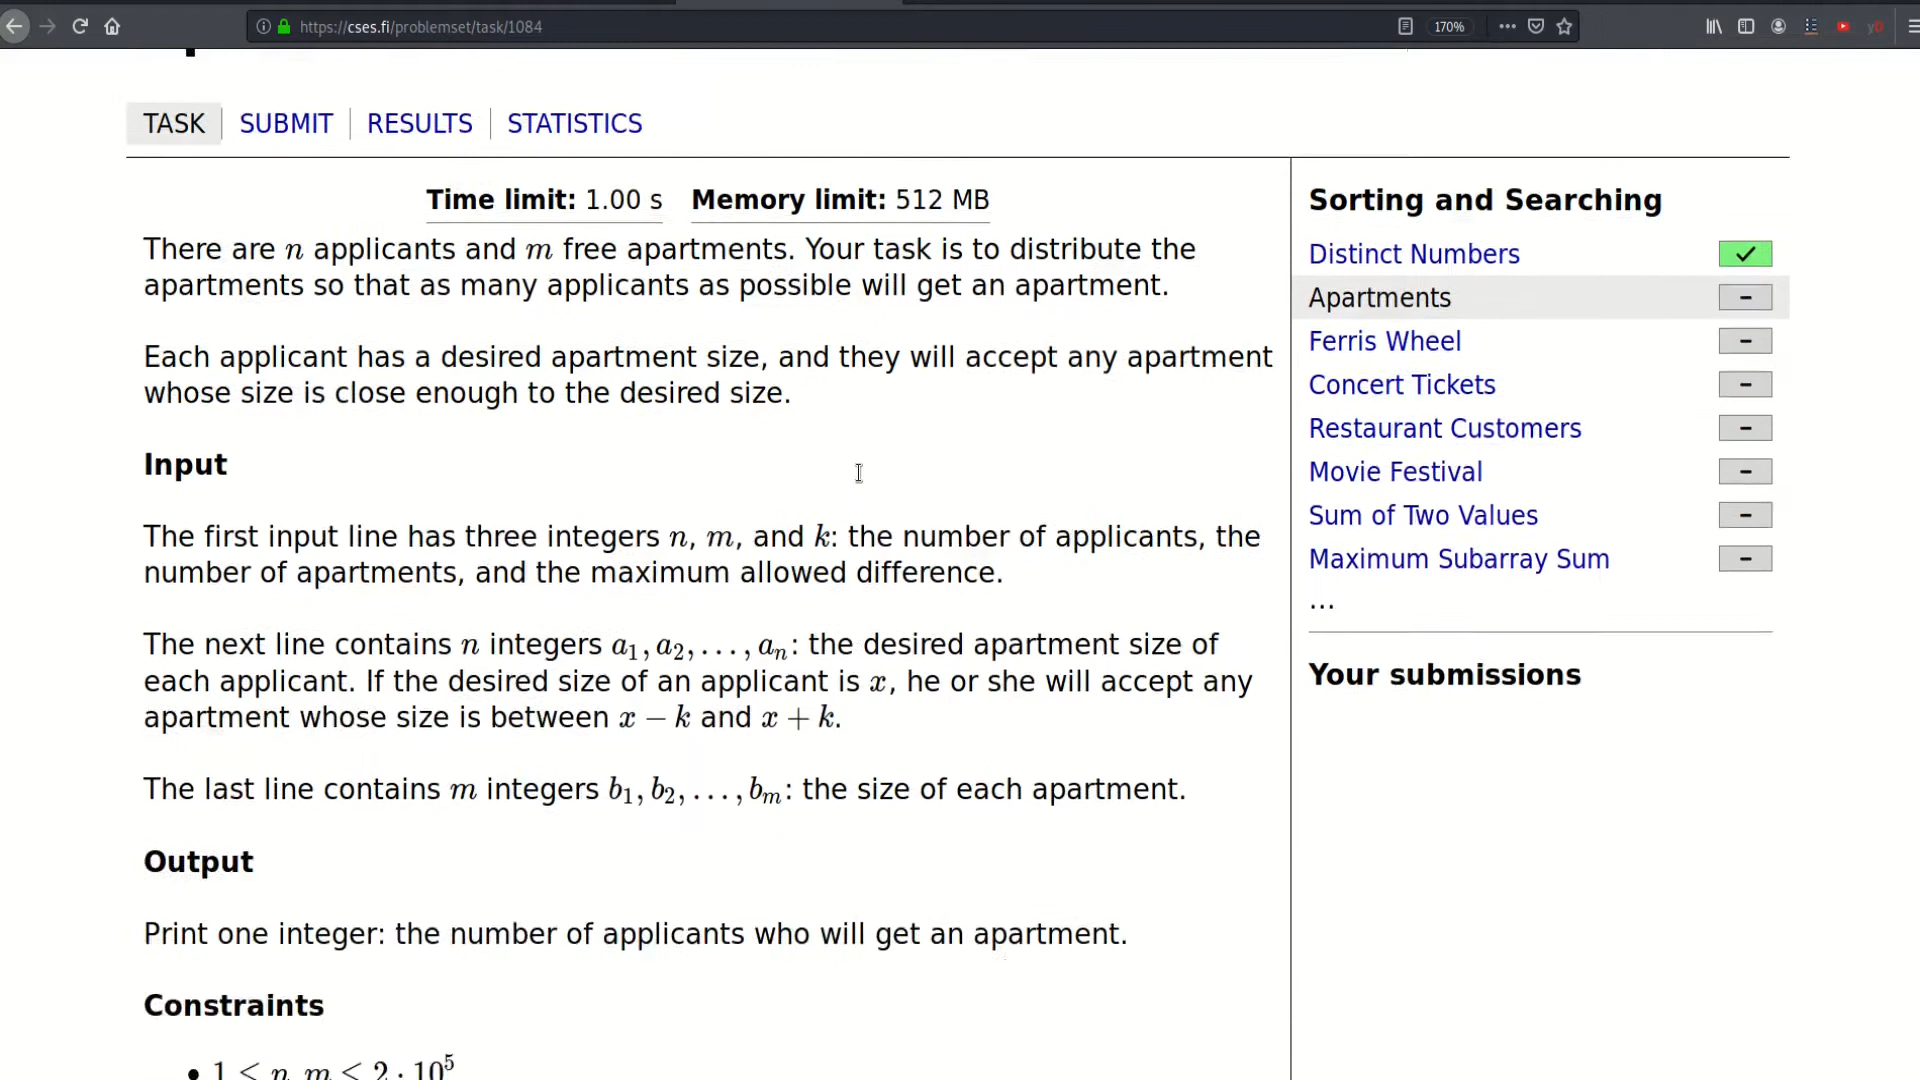 https://cses.fi/problemset/task/1084
170%
TASK
SUBMIT
RESULTS
STATISTICS
Time limit: 1.00 s
Memory limit: 512 MB
There are n applicants and m free apartments. Your task is to distribute the
apartments so that as many applicants as possible will get an apartment.
Each applicant has a desired apartment size, and they will accept any apartment
whose size is close enough to the desired size.
Input
The first input line has three integers n, m, and k: the number of applicants, the
number of apartments, and the maximum allowed difference.
The next line contains n integers a₁, a₂, …, aₙ: the desired apartment size of
each applicant. If the desired size of an applicant is x, he or she will accept any
apartment whose size is between x − k and x + k.
The last line contains m integers b₁, b₂, …, bₘ: the size of each apartment.
Output
Print one integer: the number of applicants who will get an apartment.
Constraints
• 1 ≤ n, m ≤ 2 · 10⁵
Sorting and Searching
Distinct Numbers
Apartments
Ferris Wheel
Concert Tickets
Restaurant Customers
Movie Festival
Sum of Two Values
Maximum Subarray Sum
…
Your submissions